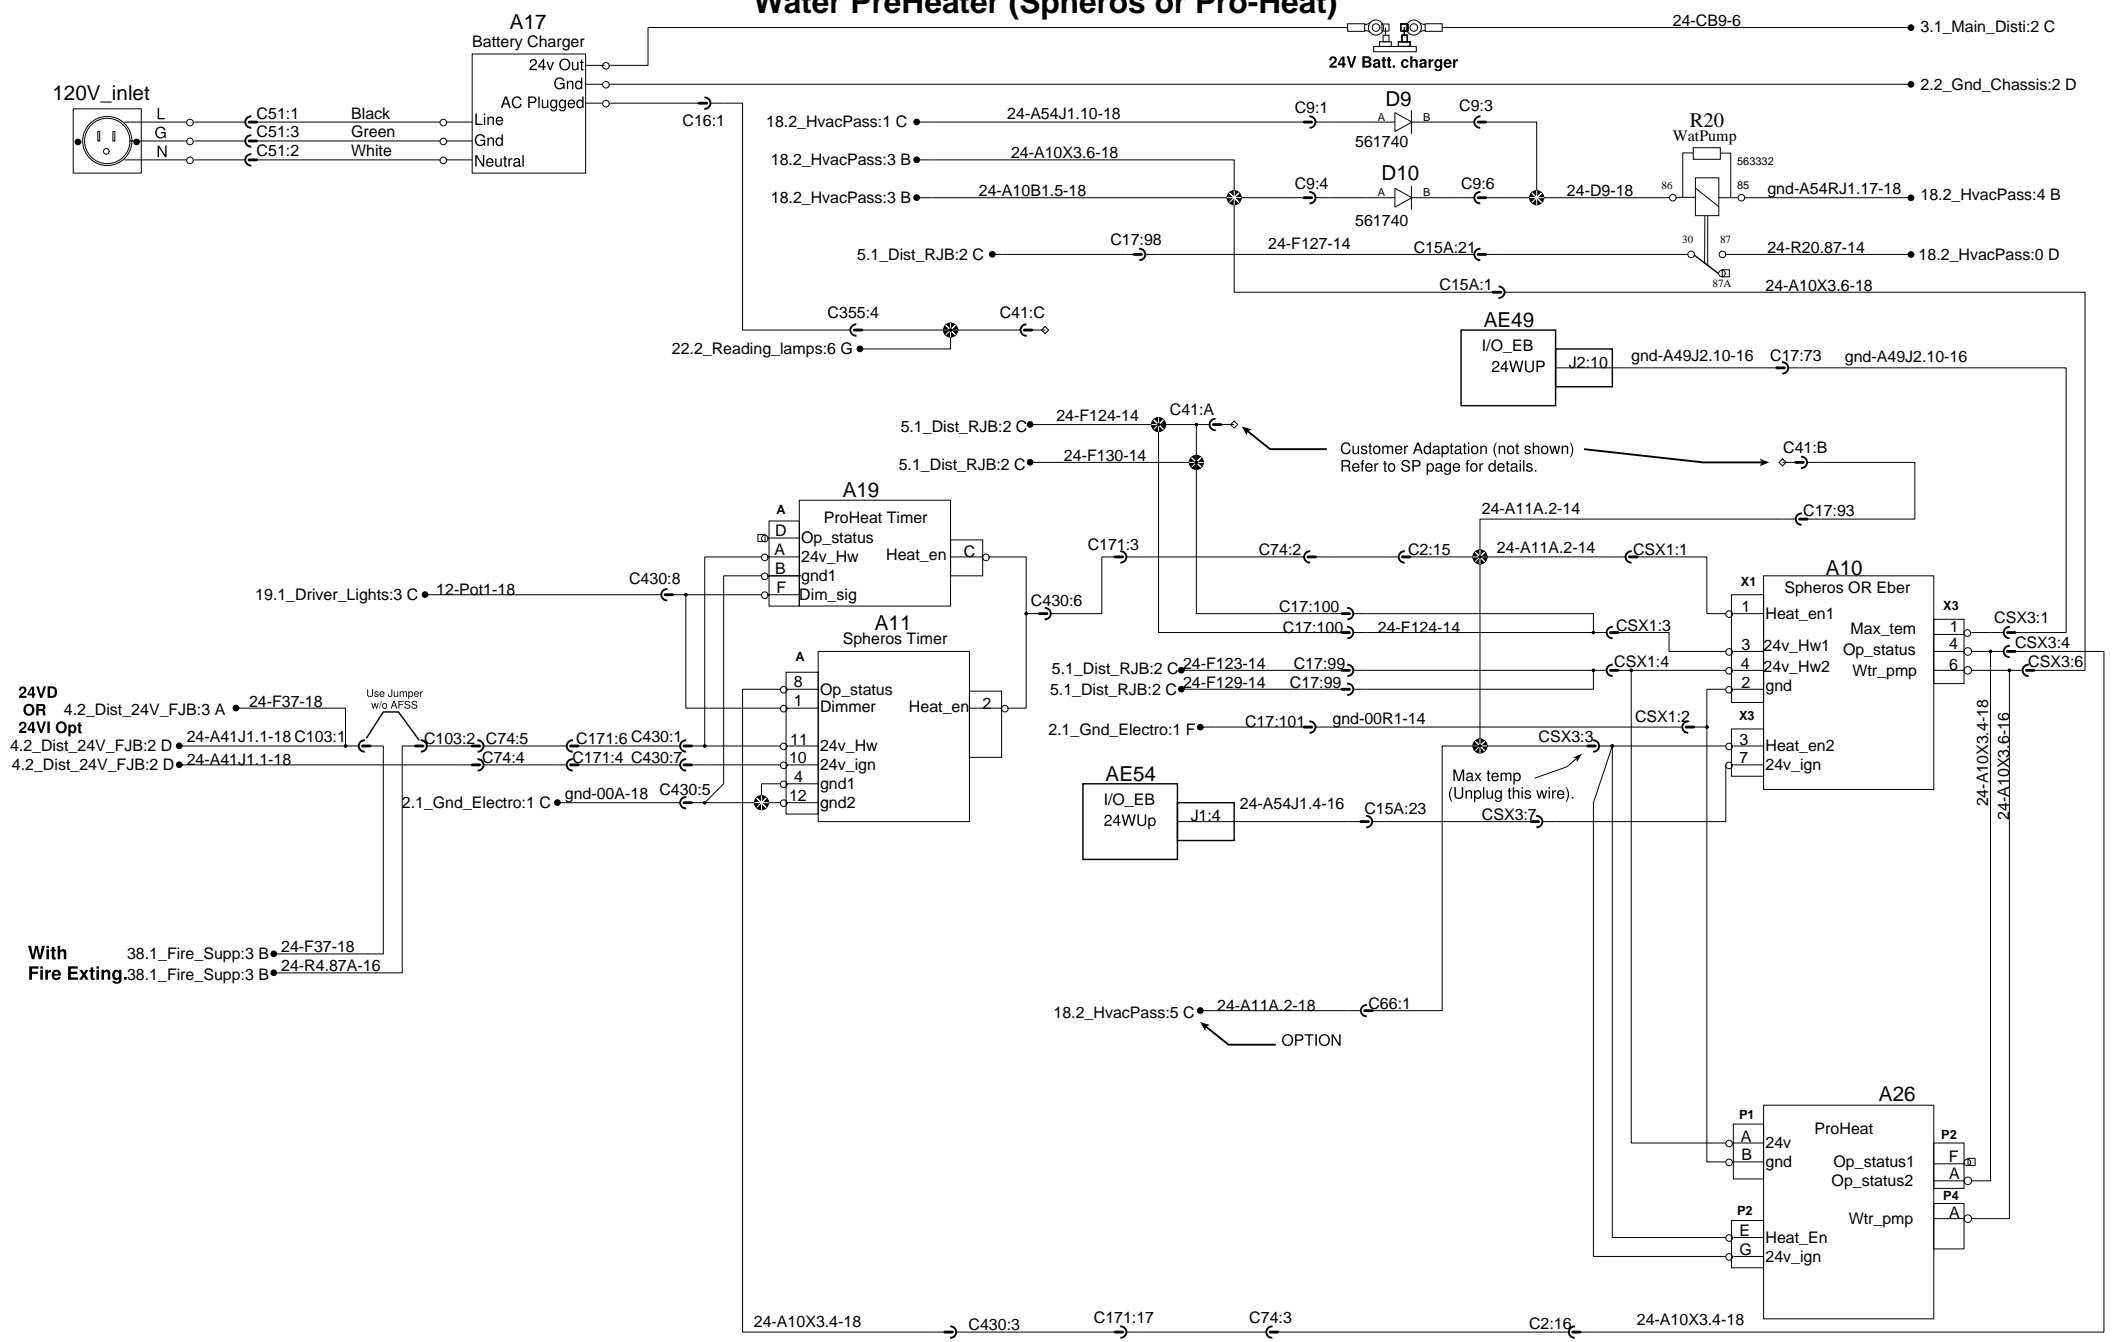 Water PreHeater (Spheros or Pro-Heat)
A17
Battery Charger
24v Out
Gnd
AC Plugged
Line
Gnd
Neutral
120V_inlet
L
G
N
C51:1
C51:3
C51:2
Black
Green
White
C16:1
24V Batt. charger
24-CB9-6
3.1_Main_Disti:2 C
2.2_Gnd_Chassis:2 D
18.2_HvacPass:1 C
24-A54J1.10-18
C9:1
D9
A
B
561740
C9:3
18.2_HvacPass:3 B
24-A10X3.6-18
18.2_HvacPass:3 B
24-A10B1.5-18
C9:4
D10
A
B
561740
C9:6
24-D9-18
R20
WatPump
563332
86
85
gnd-A54RJ1.17-18
18.2_HvacPass:4 B
5.1_Dist_RJB:2 C
C17:98
24-F127-14
C15A:21
30
87
87A
24-R20.87-14
18.2_HvacPass:0 D
C15A:1
24-A10X3.6-18
C355:4
C41:C
22.2_Reading_lamps:6 G
AE49
I/O_EB
24WUP
J2:10
gnd-A49J2.10-16
C17:73
gnd-A49J2.10-16
5.1_Dist_RJB:2 C
24-F124-14
C41:A
5.1_Dist_RJB:2 C
24-F130-14
Customer Adaptation (not shown)
Refer to SP page for details.
C41:B
24-A11A.2-14
C17:93
A19
A
ProHeat Timer
D
Op_status
A
24v_Hw
B
gnd1
F
Dim_sig
Heat_en
C
19.1_Driver_Lights:3 C
12-Pot1-18
C430:8
C430:6
C171:3
C74:2
C2:15
24-A11A.2-14
CSX1:1
A11
Spheros Timer
A
8
Op_status
1
Dimmer
Heat_en
2
11
24v_Hw
10
24v_ign
4
gnd1
12
gnd2
C17:100
C17:100
24-F124-14
CSX1:3
5.1_Dist_RJB:2 C
24-F123-14
C17:99
CSX1:4
5.1_Dist_RJB:2 C
24-F129-14
C17:99
2.1_Gnd_Electro:1 F
C17:101
gnd-00R1-14
CSX1:2
CSX3:3
Max temp
(Unplug this wire).
A10
Spheros OR Eber
X1
1
Heat_en1
3
24v_Hw1
4
24v_Hw2
2
gnd
X3
3
Heat_en2
7
24v_ign
X3
Max_tem
1
Op_status
4
Wtr_pmp
6
CSX3:1
CSX3:4
CSX3:6
24-A10X3.4-18
24-A10X3.6-16
24VD
OR
24VI Opt
4.2_Dist_24V_FJB:3 A
24-F37-18
Use Jumper
w/o AFSS
4.2_Dist_24V_FJB:2 D
24-A41J1.1-18
C103:1
C103:2
C74:5
C171:6
C430:1
4.2_Dist_24V_FJB:2 D
24-A41J1.1-18
C74:4
C171:4
C430:7
2.1_Gnd_Electro:1 C
gnd-00A-18
C430:5
AE54
I/O_EB
24WUp
J1:4
24-A54J1.4-16
C15A:23
CSX3:7
With
Fire Exting.
38.1_Fire_Supp:3 B
24-F37-18
38.1_Fire_Supp:3 B
24-R4.87A-16
18.2_HvacPass:5 C
24-A11A.2-18
C66:1
OPTION
A26
ProHeat
P1
A
24v
B
gnd
P2
Op_status1
F
Op_status2
A
P4
Wtr_pmp
A
P2
E
Heat_En
G
24v_ign
24-A10X3.4-18
C430:3
C171:17
C74:3
C2:16
24-A10X3.4-18